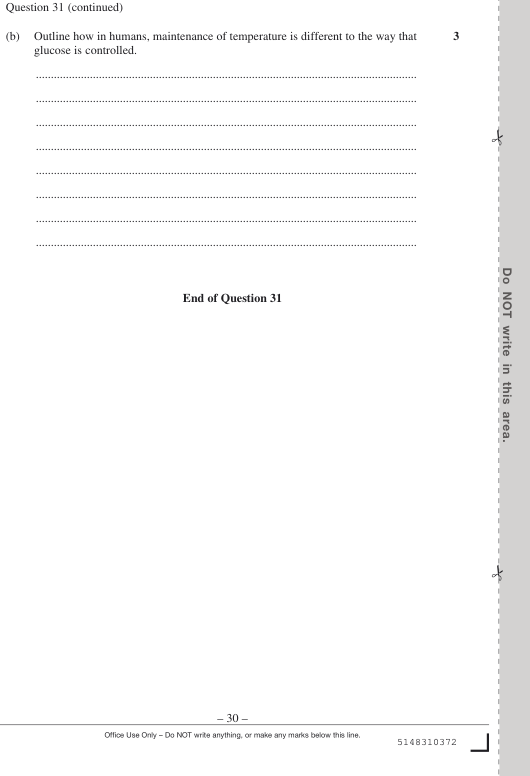 Question 31 (continued)
(b) Outline how in humans, maintenance of temperature is different to the way that 3
glucose is controlled.
End of Question 31
Do NOT write in this area.
– 30 –
Office Use Only – Do NOT write anything, or make any marks below this line.
5148310372